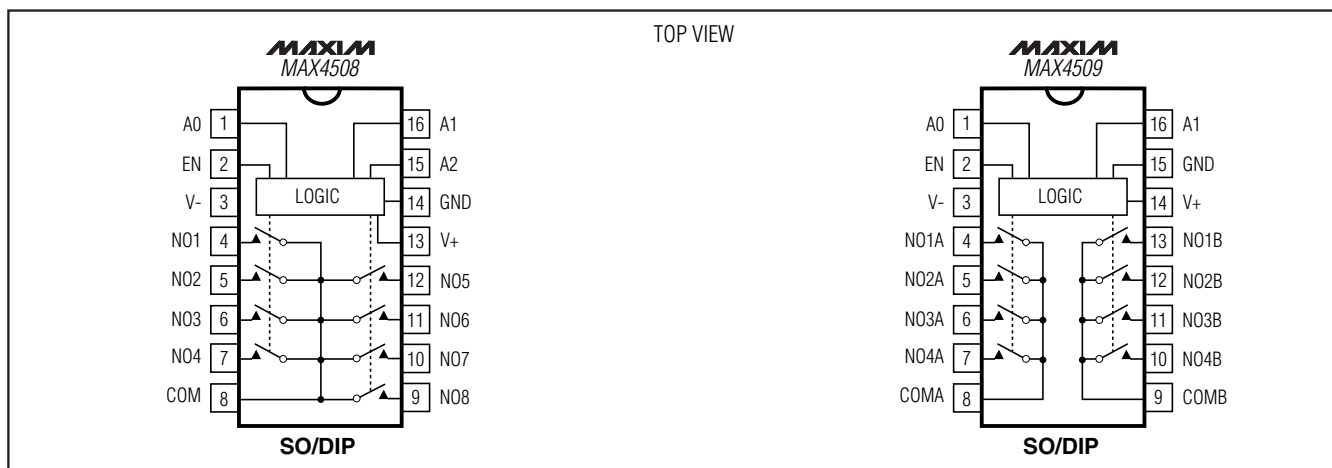 TOP VIEW
MAXIM
MAX4508
A0 1
EN 2
V- 3
NO1 4
NO2 5
NO3 6
NO4 7
COM 8
LOGIC
16 A1
15 A2
14 GND
13 V+
12 NO5
11 NO6
10 NO7
9 NO8
SO/DIP
MAXIM
MAX4509
A0 1
EN 2
V- 3
NO1A 4
NO2A 5
NO3A 6
NO4A 7
COMA 8
LOGIC
16 A1
15 GND
14 V+
13 NO1B
12 NO2B
11 NO3B
10 NO4B
9 COMB
SO/DIP